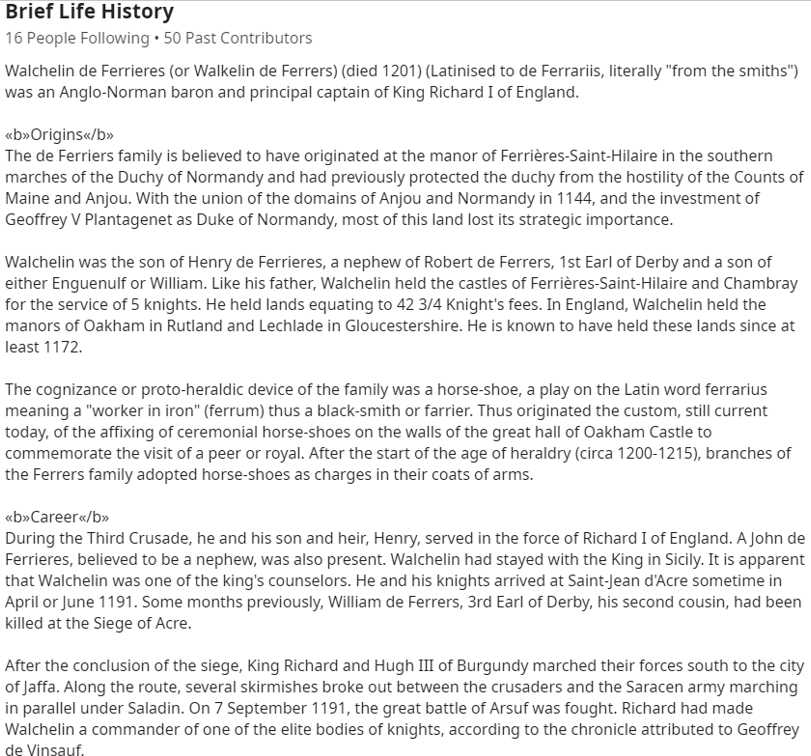 Brief Life History
16 People Following • 50 Past Contributors
Walchelin de Ferrieres (or Walkelin de Ferrers) (died 1201) (Latinised to de Ferrariis, literally "from the smiths")
was an Anglo-Norman baron and principal captain of King Richard I of England.
«b»Origins«/b»
The de Ferriers family is believed to have originated at the manor of Ferrières-Saint-Hilaire in the southern
marches of the Duchy of Normandy and had previously protected the duchy from the hostility of the Counts of
Maine and Anjou. With the union of the domains of Anjou and Normandy in 1144, and the investment of
Geoffrey V Plantagenet as Duke of Normandy, most of this land lost its strategic importance.
Walchelin was the son of Henry de Ferrieres, a nephew of Robert de Ferrers, 1st Earl of Derby and a son of
either Enguenulf or William. Like his father, Walchelin held the castles of Ferrières-Saint-Hilaire and Chambray
for the service of 5 knights. He held lands equating to 42 3/4 Knight's fees. In England, Walchelin held the
manors of Oakham in Rutland and Lechlade in Gloucestershire. He is known to have held these lands since at
least 1172.
The cognizance or proto-heraldic device of the family was a horse-shoe, a play on the Latin word ferrarius
meaning a "worker in iron" (ferrum) thus a black-smith or farrier. Thus originated the custom, still current
today, of the affixing of ceremonial horse-shoes on the walls of the great hall of Oakham Castle to
commemorate the visit of a peer or royal. After the start of the age of heraldry (circa 1200-1215), branches of
the Ferrers family adopted horse-shoes as charges in their coats of arms.
«b»Career«/b»
During the Third Crusade, he and his son and heir, Henry, served in the force of Richard I of England. A John de
Ferrieres, believed to be a nephew, was also present. Walchelin had stayed with the King in Sicily. It is apparent
that Walchelin was one of the king's counselors. He and his knights arrived at Saint-Jean d'Acre sometime in
April or June 1191. Some months previously, William de Ferrers, 3rd Earl of Derby, his second cousin, had been
killed at the Siege of Acre.
After the conclusion of the siege, King Richard and Hugh III of Burgundy marched their forces south to the city
of Jaffa. Along the route, several skirmishes broke out between the crusaders and the Saracen army marching
in parallel under Saladin. On 7 September 1191, the great battle of Arsuf was fought. Richard had made
Walchelin a commander of one of the elite bodies of knights, according to the chronicle attributed to Geoffrey
de Vinsauf.